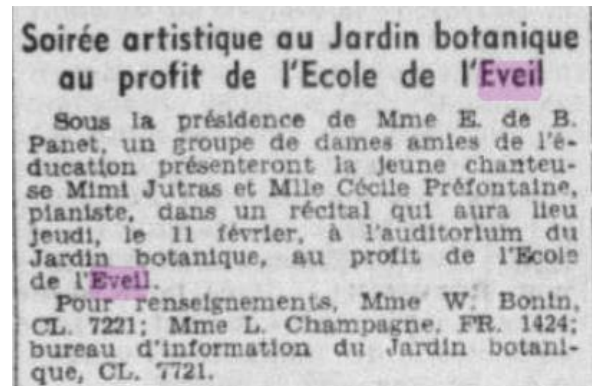 Soirée artistique au Jardin botanique
au profit de l'Ecole de l'Eveil
Sous la présidence de Mme E. de B.
Panet, un groupe de dames amies de l'é-
ducation présenteront la jeune chanteu-
se Mimi Jutras et Mlle Cécile Préfontaine,
pianiste, dans un récital qui aura lieu
jeudi, le 11 février, à l'auditorium du
Jardin botanique, au profit de l'Ecole
de l'Eveil.
Pour renseignements, Mme W. Bonin,
CL. 7221; Mme L. Champagne, FR. 1424;
bureau d'information du Jardin botani-
que, CL. 7721.